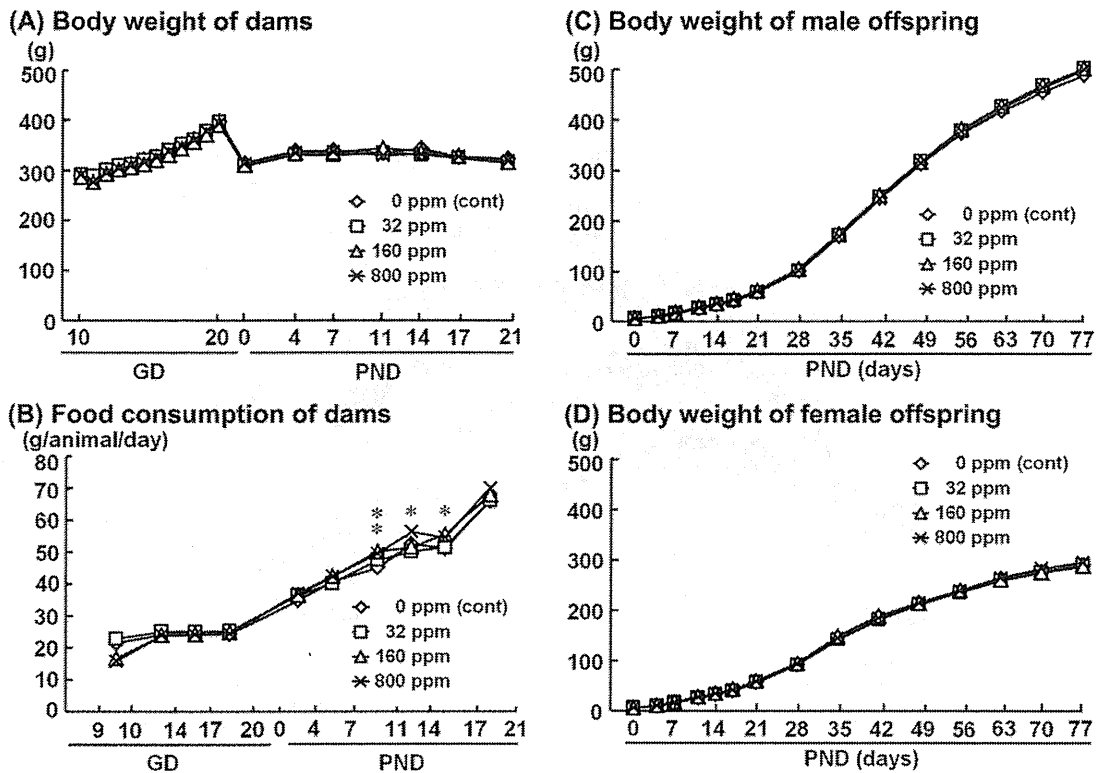 (A) Body weight of dams
(g)
500
400
300
200
100
0
0 ppm (cont)
32 ppm
160 ppm
800 ppm
10 20 0 4 7 11 14 17 21
GD PND
(B) Food consumption of dams
(g/animal/day)
80
70
60
50
40
30
20
10
0
* * * *
0 ppm (cont)
32 ppm
160 ppm
800 ppm
9 10 14 17 20 0 4 7 11 14 17 21
GD PND
(C) Body weight of male offspring
(g)
500
400
300
200
100
0
0 ppm (cont)
32 ppm
160 ppm
800 ppm
0 7 14 21 28 35 42 49 56 63 70 77
PND (days)
(D) Body weight of female offspring
(g)
500
400
300
200
100
0
0 ppm (cont)
32 ppm
160 ppm
800 ppm
0 7 14 21 28 35 42 49 56 63 70 77
PND (days)